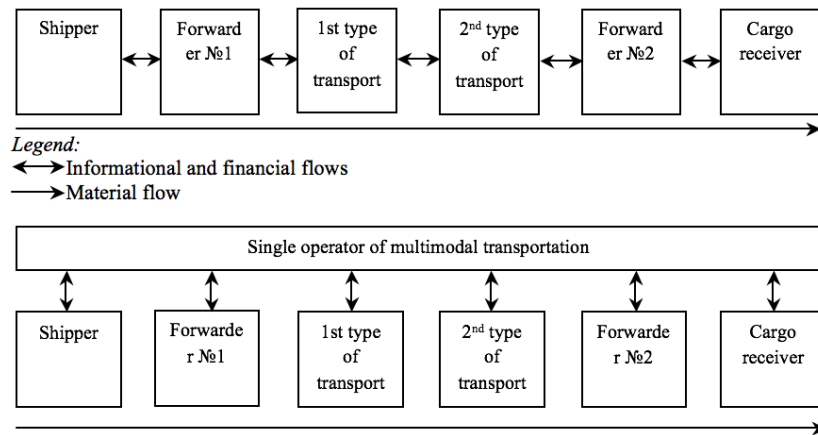 Shipper
Forward
er №1
1st type
of
transport
2nd type
of
transport
Forward
er №2
Cargo
receiver
Legend:
Informational and financial flows
Material flow
Single operator of multimodal transportation
Shipper
Forwarde
r №1
1st type
of
transport
2nd type
of
transport
Forwarde
r №2
Cargo
receiver